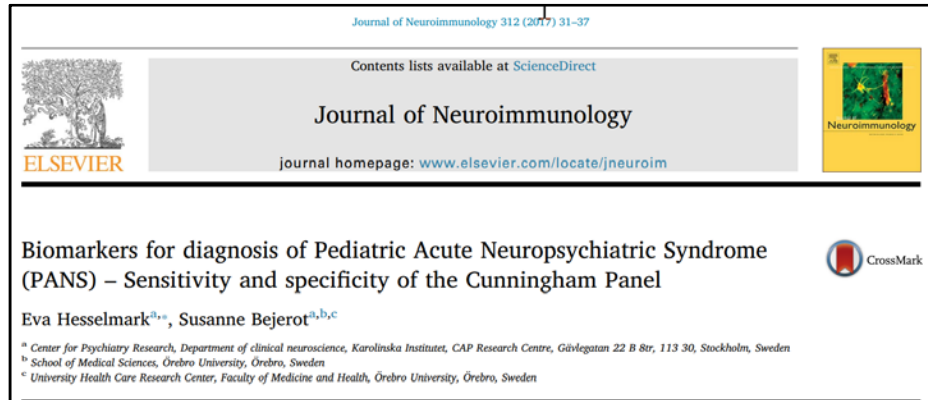 Journal of Neuroimmunology 312 (2017) 31–37
Contents lists available at ScienceDirect
Journal of Neuroimmunology
journal homepage: www.elsevier.com/locate/jneuroim
ELSEVIER
Neuroimmunology
Biomarkers for diagnosis of Pediatric Acute Neuropsychiatric Syndrome
(PANS) – Sensitivity and specificity of the Cunningham Panel
CrossMark
Eva Hesselmark a,⁎, Susanne Bejerot a,b,c
a Center for Psychiatry Research, Department of clinical neuroscience, Karolinska Institutet, CAP Research Centre, Gävlegatan 22 B 8tr, 113 30, Stockholm, Sweden
b School of Medical Sciences, Örebro University, Örebro, Sweden
c University Health Care Research Center, Faculty of Medicine and Health, Örebro University, Örebro, Sweden